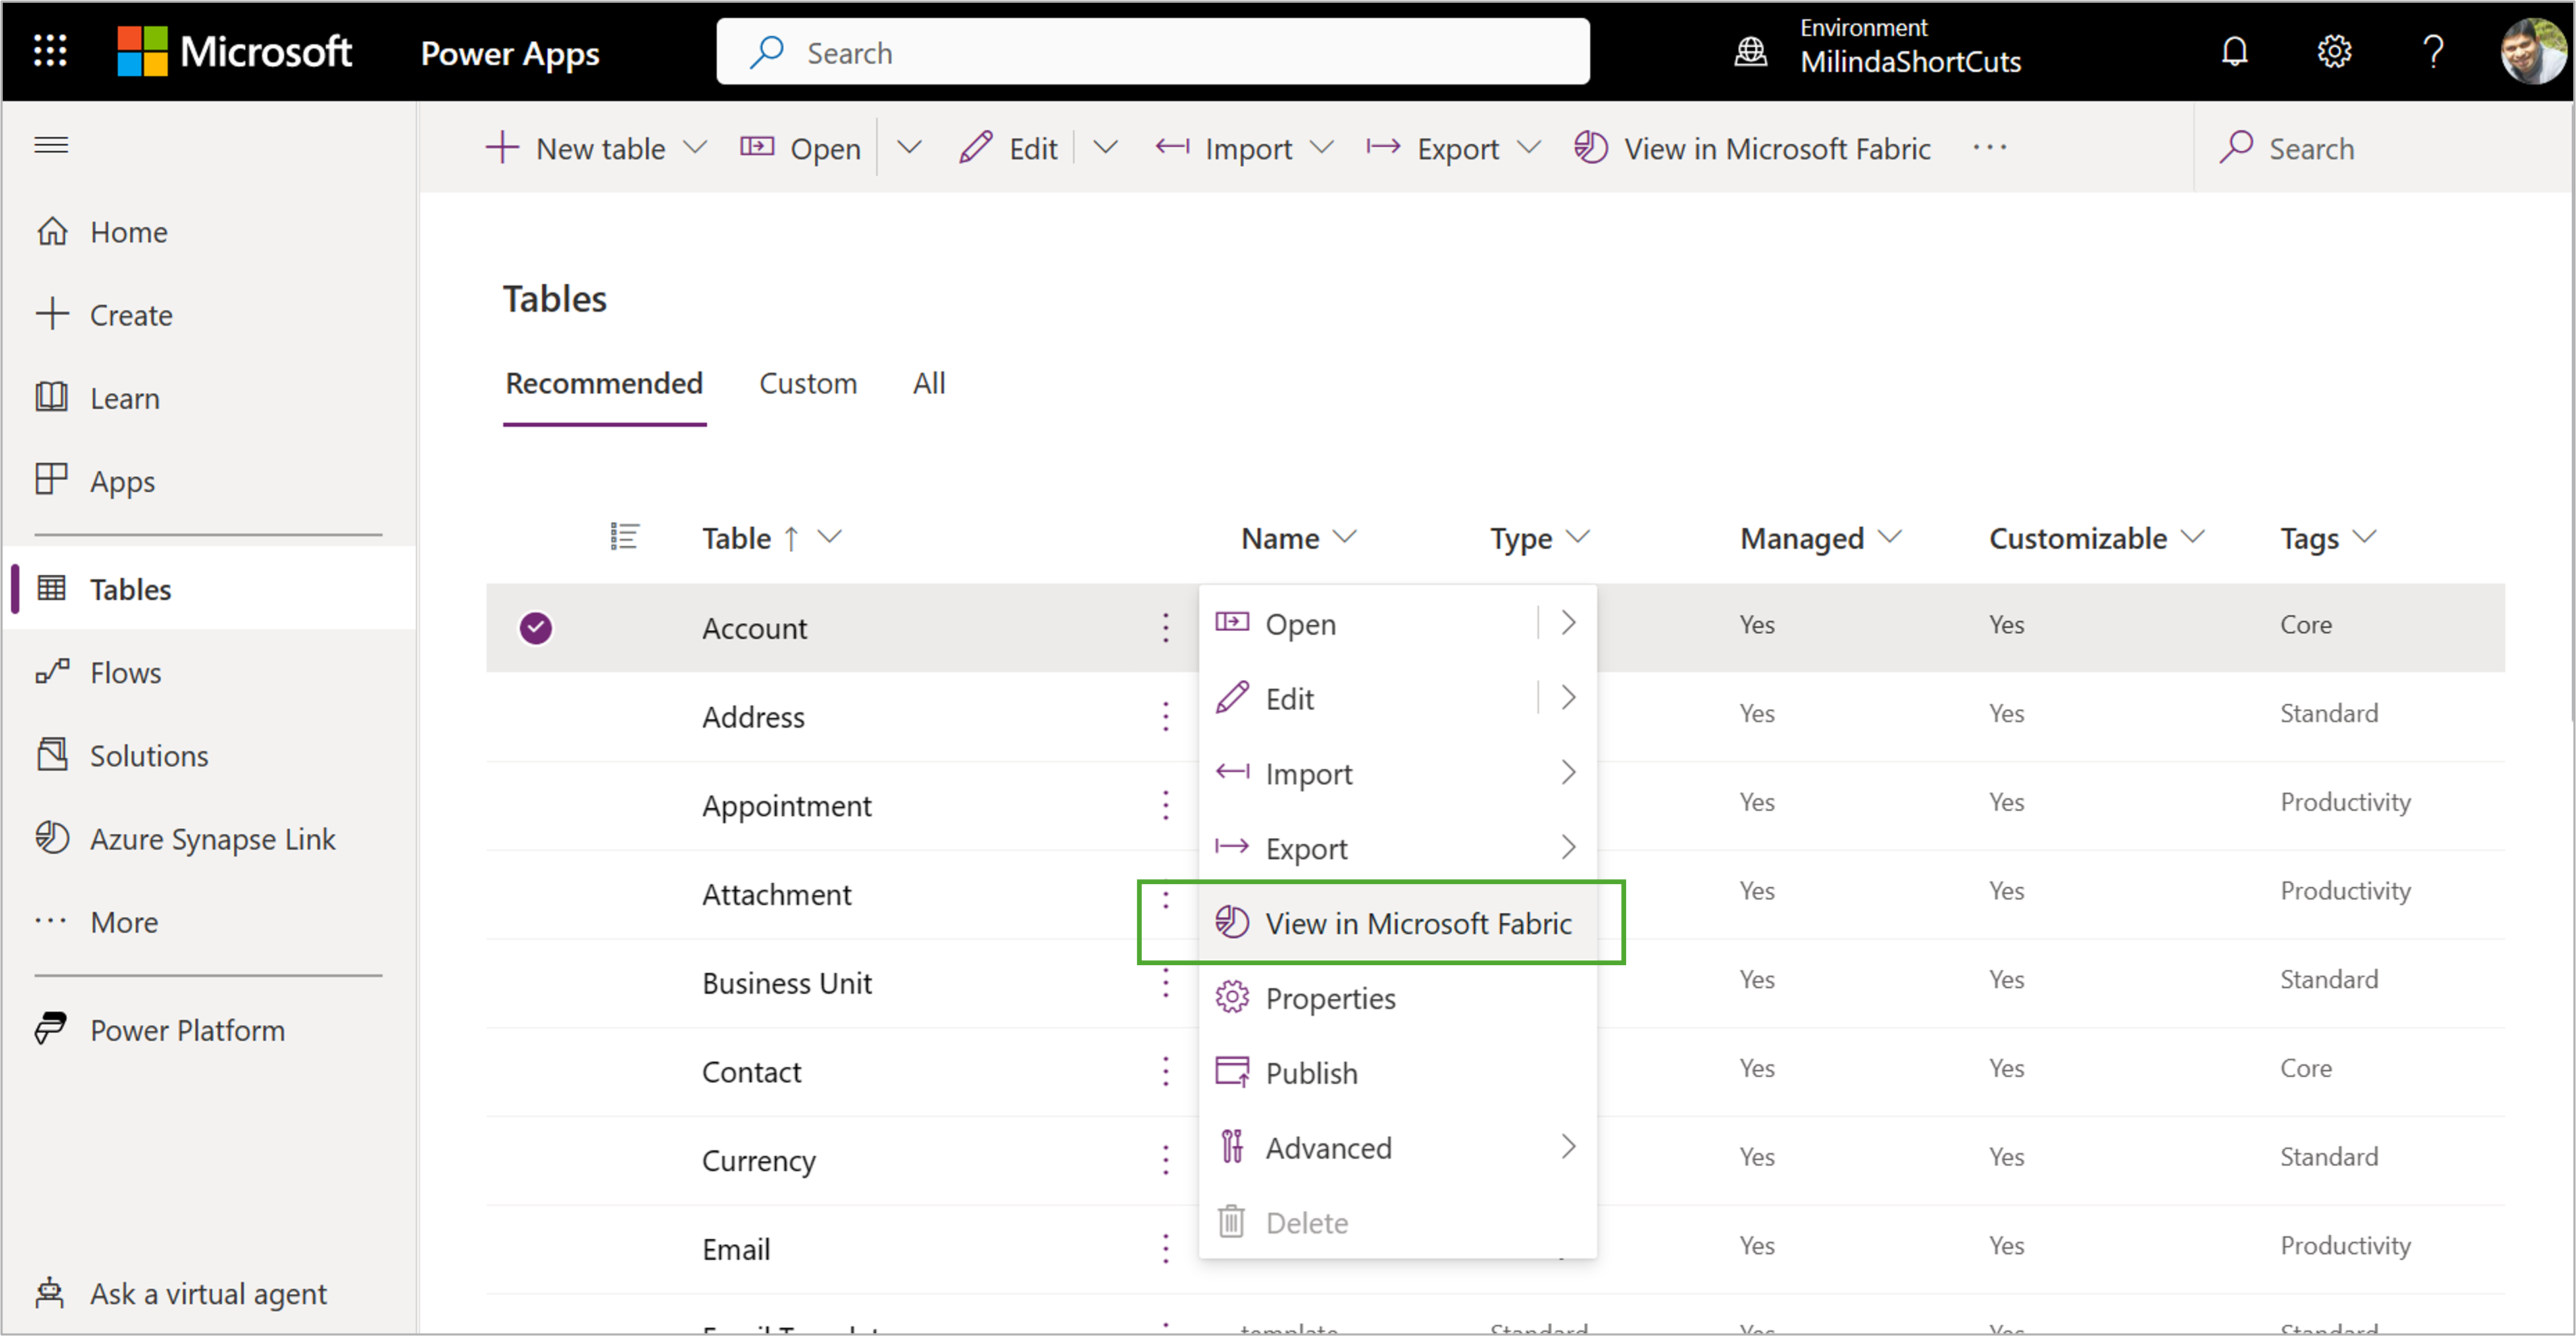 Microsoft Power Apps Search Environment
MilindaShortCuts
New table Open Edit Import Export View in Microsoft Fabric ··· Search
Home
Create
Learn
Apps
Tables
Flows
Solutions
Azure Synapse Link
··· More
Power Platform
Ask a virtual agent
Tables
Recommended Custom All
Table ↑ Name Type Managed Customizable Tags
Account Yes Yes Core
Address Yes Yes Standard
Appointment Yes Yes Productivity
Attachment Yes Yes Productivity
Business Unit Yes Yes Standard
Contact Yes Yes Core
Currency Yes Yes Standard
Email Yes Yes Productivity
Email Template template Standard Yes Yes Standard
Open
Edit
Import
Export
View in Microsoft Fabric
Properties
Publish
Advanced
Delete